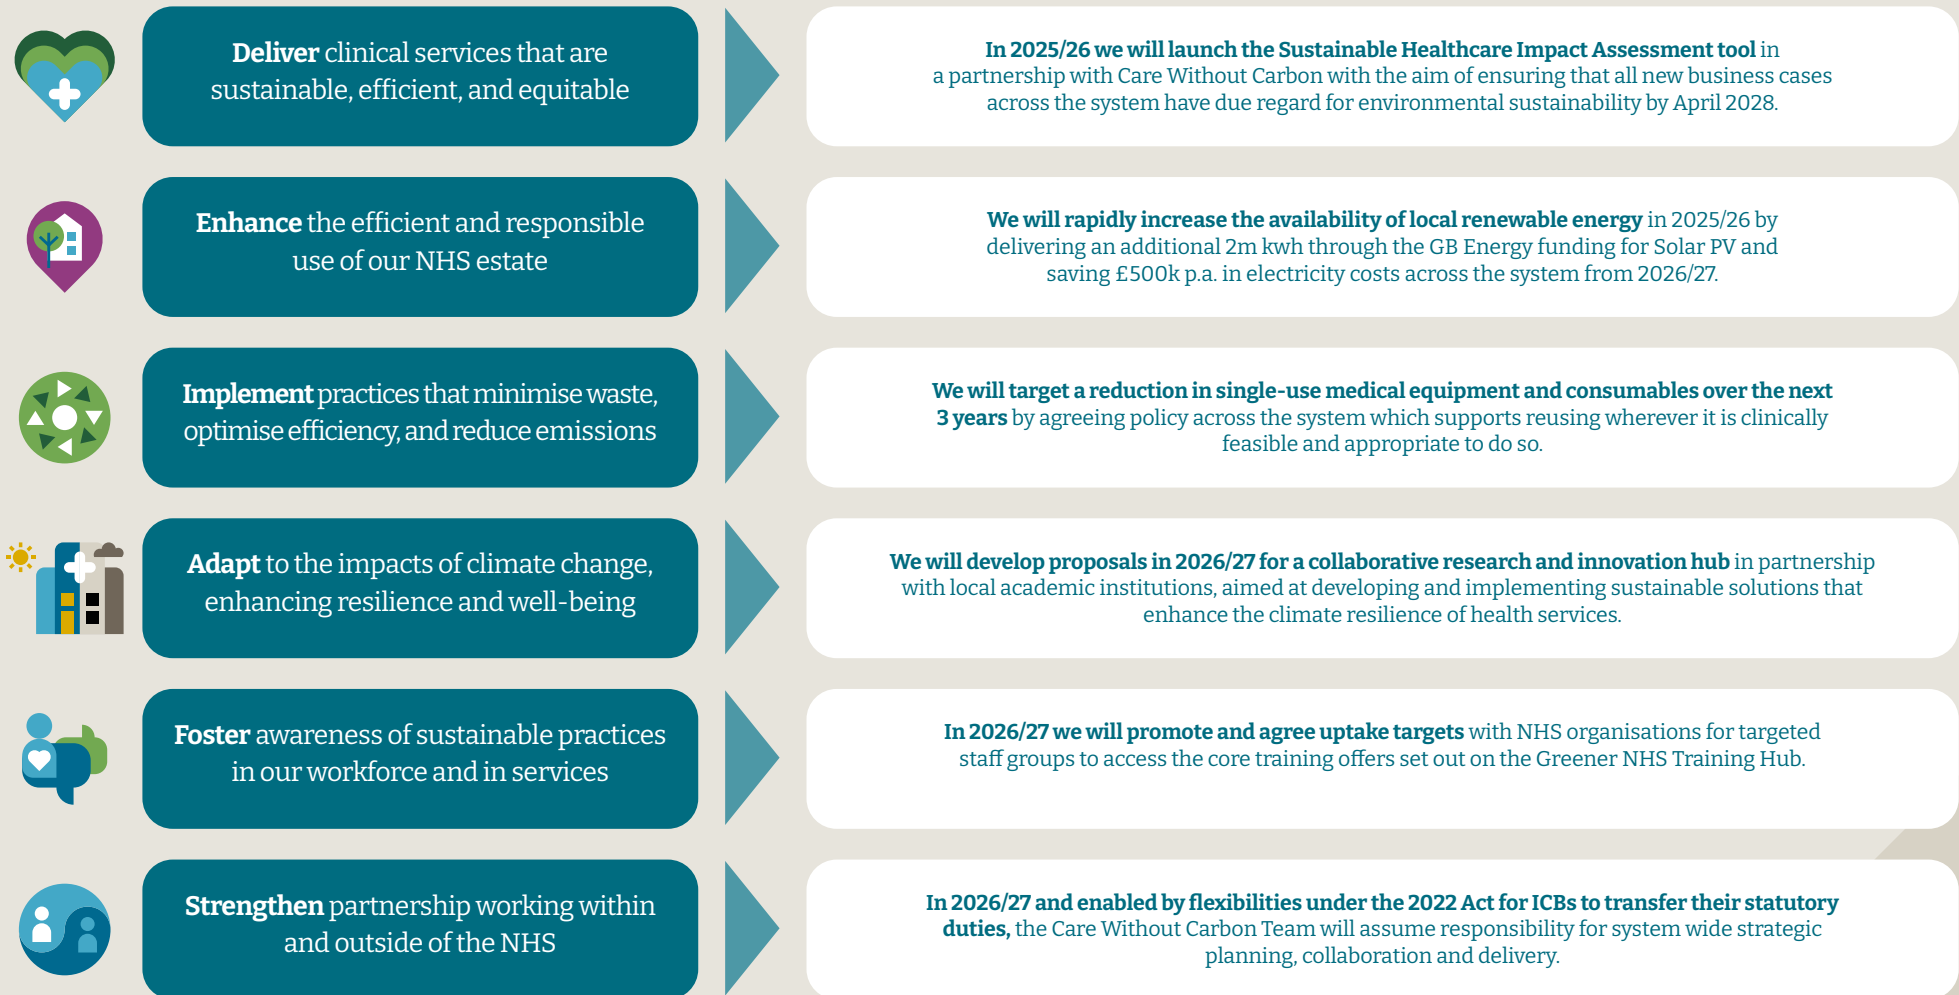 Deliver clinical services that are
sustainable, efficient, and equitable
In 2025/26 we will launch the Sustainable Healthcare Impact Assessment tool in
a partnership with Care Without Carbon with the aim of ensuring that all new business cases
across the system have due regard for environmental sustainability by April 2028.
Enhance the efficient and responsible
use of our NHS estate
We will rapidly increase the availability of local renewable energy in 2025/26 by
delivering an additional 2m kwh through the GB Energy funding for Solar PV and
saving £500k p.a. in electricity costs across the system from 2026/27.
Implement practices that minimise waste,
optimise efficiency, and reduce emissions
We will target a reduction in single-use medical equipment and consumables over the next
3 years by agreeing policy across the system which supports reusing wherever it is clinically
feasible and appropriate to do so.
Adapt to the impacts of climate change,
enhancing resilience and well-being
We will develop proposals in 2026/27 for a collaborative research and innovation hub in partnership
with local academic institutions, aimed at developing and implementing sustainable solutions that
enhance the climate resilience of health services.
Foster awareness of sustainable practices
in our workforce and in services
In 2026/27 we will promote and agree uptake targets with NHS organisations for targeted
staff groups to access the core training offers set out on the Greener NHS Training Hub.
Strengthen partnership working within
and outside of the NHS
In 2026/27 and enabled by flexibilities under the 2022 Act for ICBs to transfer their statutory
duties, the Care Without Carbon Team will assume responsibility for system wide strategic
planning, collaboration and delivery.